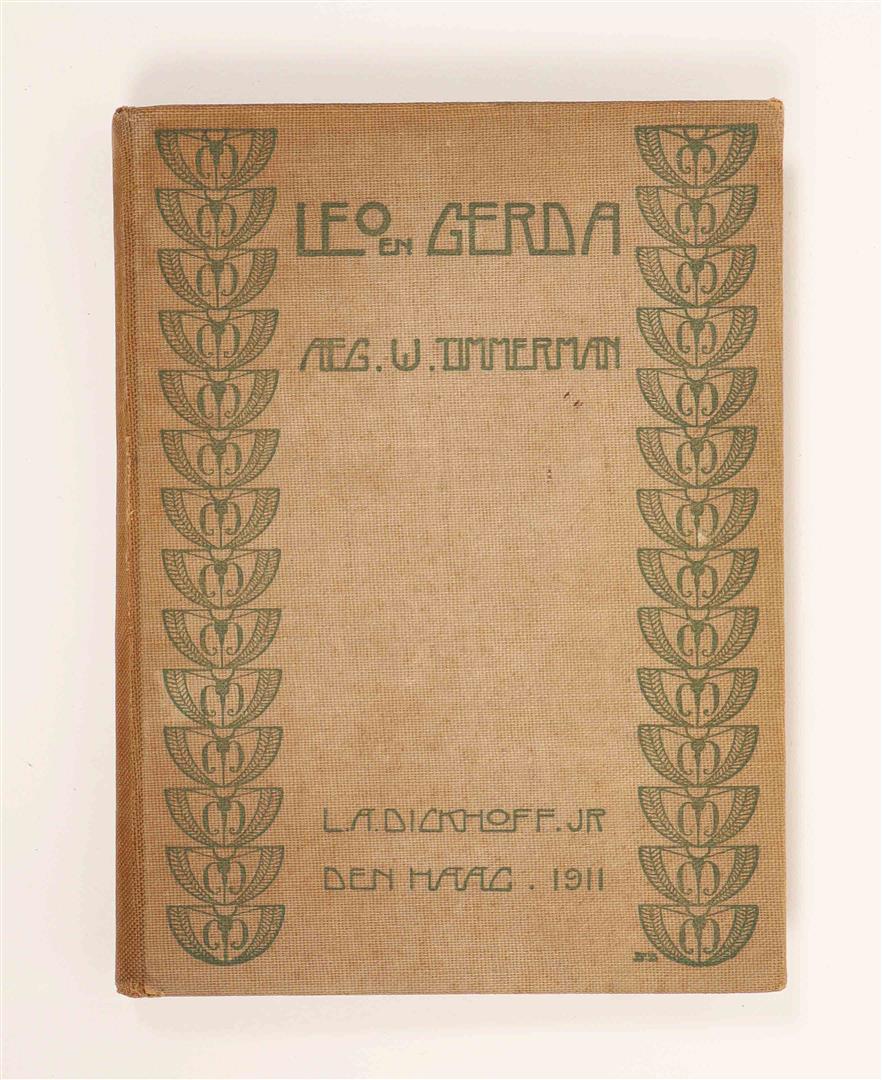 LEO EN GERDA
AEG. W. TIMMERMAN
L.A. DICKHOFF. JR
DEN HAAG. 1911